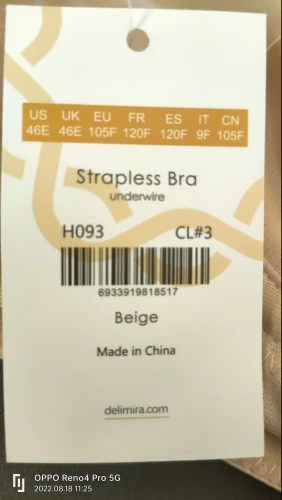 US UK EU FR ES IT CN
46E 46E 105F 120F 120F 9F 105F
Strapless Bra
underwire
H093 CL#3
6933919818517
Beige
Made in China
delimira.com
OPPO Reno4 Pro 5G
2022.08.18 11:25